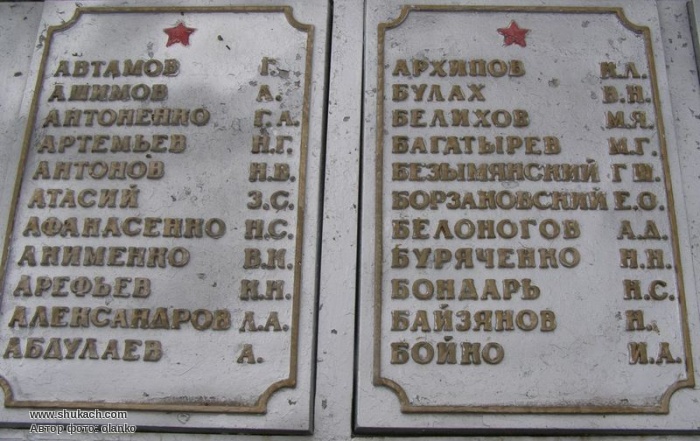 АВТАМОВ Г.
АШИМОВ А.
АНТОНЕНКО Г.А.
АРТЕМЬЕВ Н.Г.
АНТОНОВ Н.В.
АТАСИЙ З.С.
АФАНАСЕНКО Н.С.
АНИМЕНКО В.И.
АРЕФЬЕВ Н.Н.
АЛЕКСАНДРОВ Л.А.
АБДУЛАЕВ А.
АРХИПОВ И.Л.
БУЛАХ В.Н.
БЕЛИХОВ М.Я.
БАГАТЫРЕВ М.Г.
БЕЗЫМЯНСКИЙ Г.Ш.
БОРЗАНОВСКИЙ Е.О.
БЕЛОНОГОВ А.Д.
БУРЯЧЕНКО Н.Н.
БОНДАРЬ Н.С.
БАЙЗЯНОВ Н.
БОЙКО И.А.
www.shukach.com
Автор фото: olanko